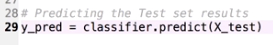 28 # Predicting the Test set results
29 y_pred = classifier.predict(X_test)